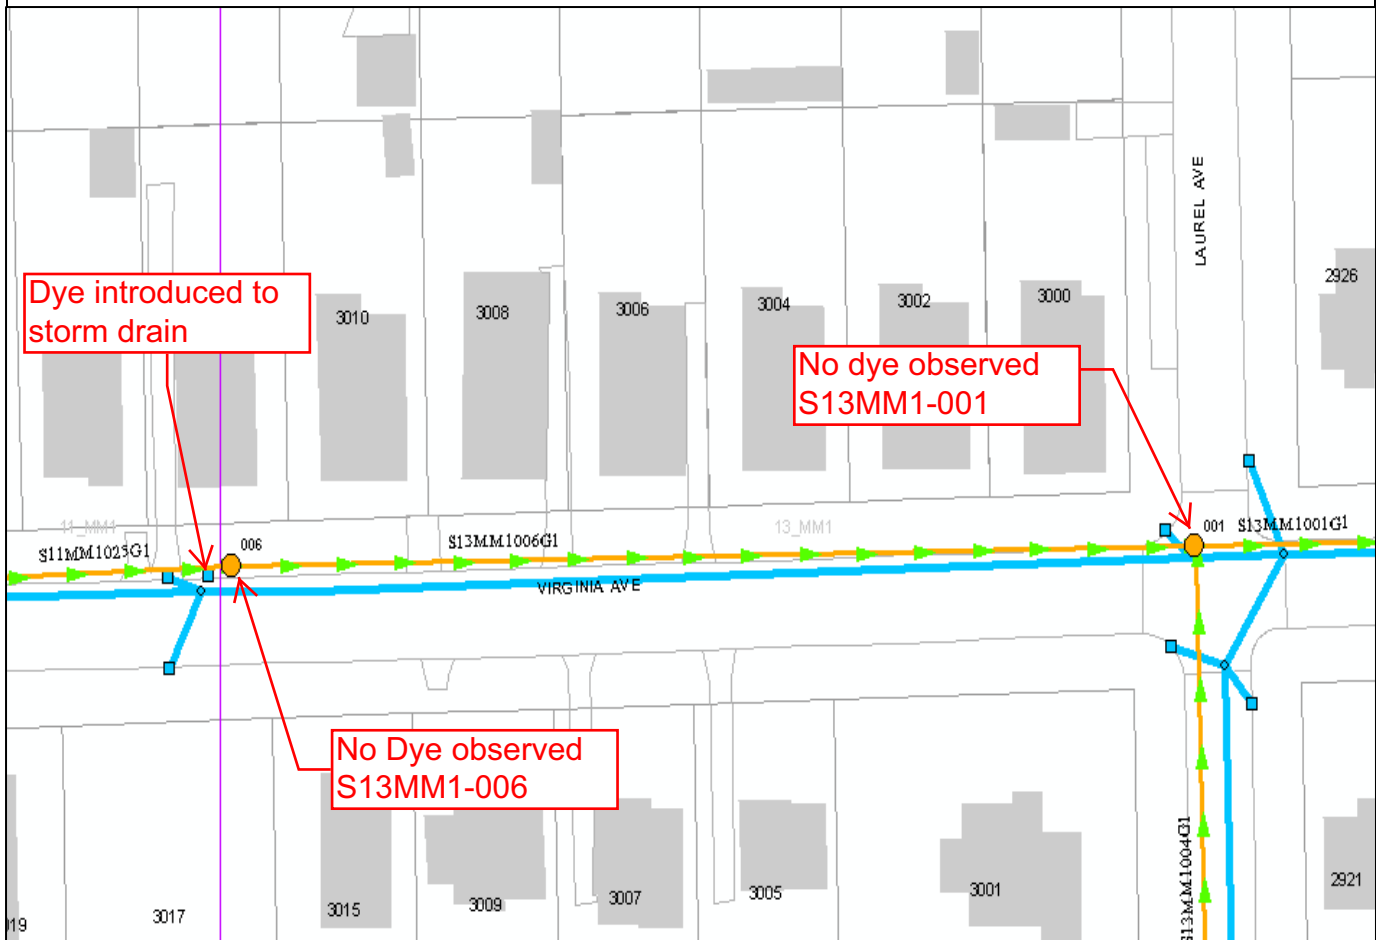 LAUREL AVE
2926
Dye introduced to
storm drain
3010
3008
3006
3004
3002
3000
No dye observed
S13MM1-001
11_MM1
13_MM1
001
S13MM1001G1
S11MM1023G1
006
S13MM1006G1
VIRGINIA AVE
No Dye observed
S13MM1-006
S13MM1004G1
3017
3015
3009
3007
3005
3001
2921